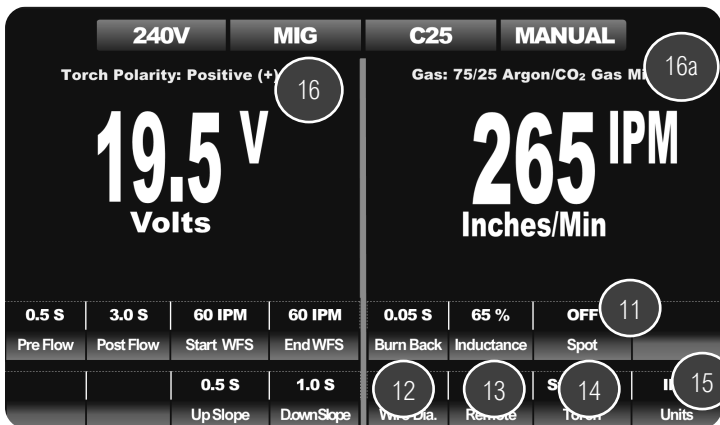 240V MIG C25 MANUAL
Torch Polarity: Positive (+) 16
Gas: 75/25 Argon/CO₂ Gas 16a
19.5 V
Volts
265 IPM
Inches/Min
0.5 S 3.0 S 60 IPM 60 IPM 0.05 S 65 % OFF 11
Pre Flow Post Flow Start WFS End WFS Burn Back Inductance Spot
0.5 S 1.0 S 12 13 14 15
Up Slope DownSlope Dia. Units